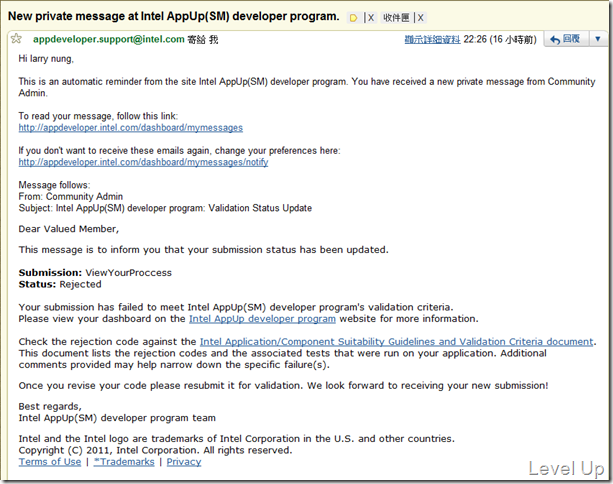 New private message at Intel AppUp(SM) developer program. D | X 收件匣 | X
appdeveloper.support@intel.com 寄給 我 顯示詳細資料 22:26 (16 小時前) 回覆
Hi larry nung,
This is an automatic reminder from the site Intel AppUp(SM) developer program. You have received a new private message from Community
Admin.
To read your message, follow this link:
http://appdeveloper.intel.com/dashboard/mymessages
If you don't want to receive these emails again, change your preferences here:
http://appdeveloper.intel.com/dashboard/mymessages/notify
Message follows:
From: Community Admin
Subject: Intel AppUp(SM) developer program: Validation Status Update
Dear Valued Member,
This message is to inform you that your submission status has been updated.
Submission: ViewYourProccess
Status: Rejected
Your submission has failed to meet Intel AppUp(SM) developer program's validation criteria.
Please view your dashboard on the Intel AppUp developer program website for more information.
Check the rejection code against the Intel Application/Component Suitability Guidelines and Validation Criteria document.
This document lists the rejection codes and the associated tests that were run on your application. Additional
comments provided may help narrow down the specific failure(s).
Once you revise your code please resubmit it for validation. We look forward to receiving your new submission!
Best regards,
Intel AppUp(SM) developer program team
Intel and the Intel logo are trademarks of Intel Corporation in the U.S. and other countries.
Copyright (C) 2011, Intel Corporation. All rights reserved.
Terms of Use | *Trademarks | Privacy
Level Up